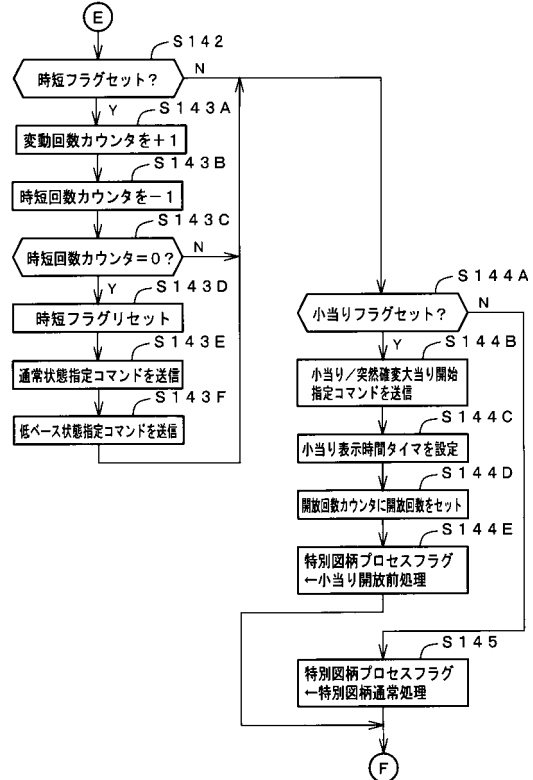 E
S142
時短フラグセット?
N
Y
S143A
変動回数カウンタを+1
S143B
時短回数カウンタを-1
S143C
時短回数カウンタ=0?
N
Y
S143D
時短フラグリセット
S143E
通常状態指定コマンドを送信
S143F
低ベース状態指定コマンドを送信
S144A
小当りフラグセット?
N
Y
S144B
小当り/突然確変大当り開始
指定コマンドを送信
S144C
小当り表示時間タイマを設定
S144D
開放回数カウンタに開放回数をセット
S144E
特別図柄プロセスフラグ
←小当り開放前処理
S145
特別図柄プロセスフラグ
←特別図柄通常処理
F